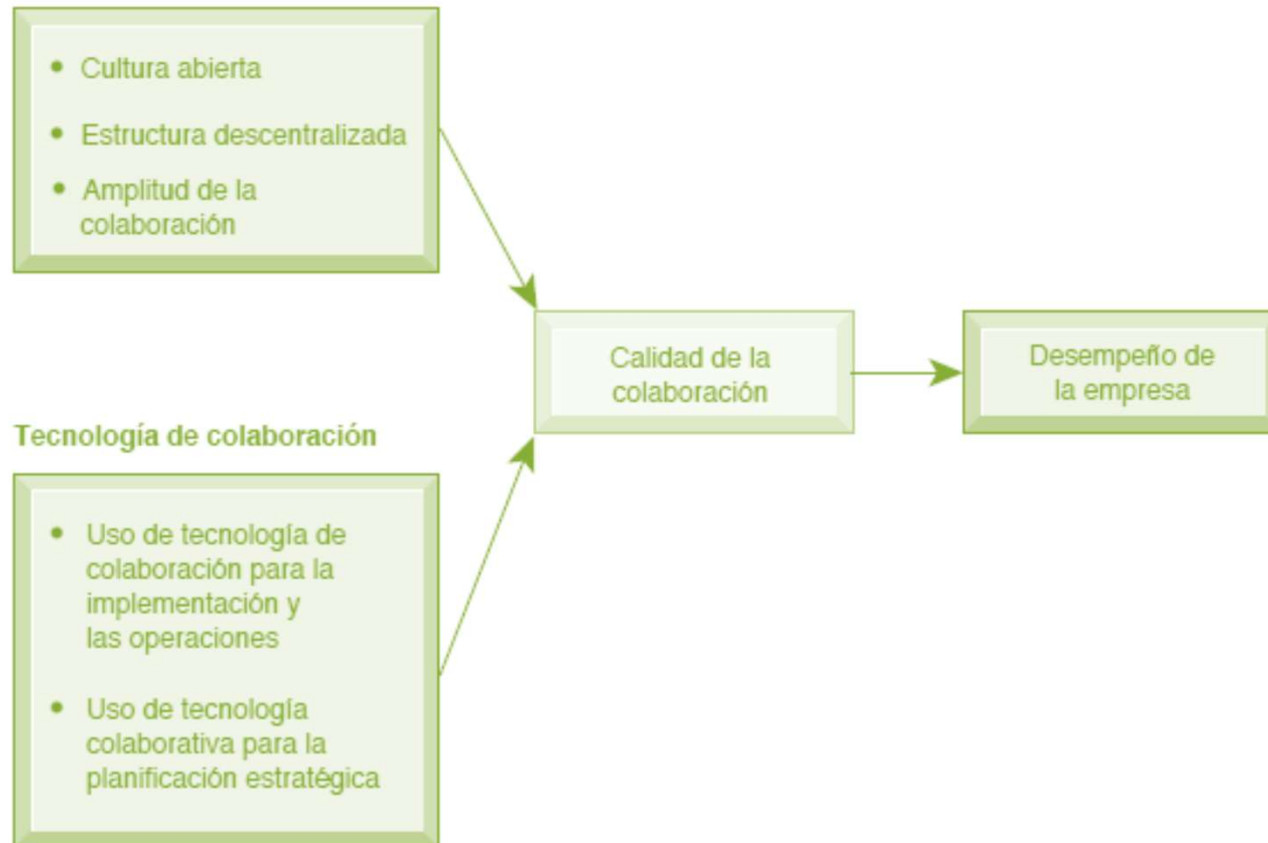 • Cultura abierta
• Estructura descentralizada
• Amplitud de la
colaboración
Calidad de la
colaboración
Desempeño de
la empresa
Tecnología de colaboración
• Uso de tecnología de
colaboración para la
implementación y
las operaciones
• Uso de tecnología
colaborativa para la
planificación estratégica